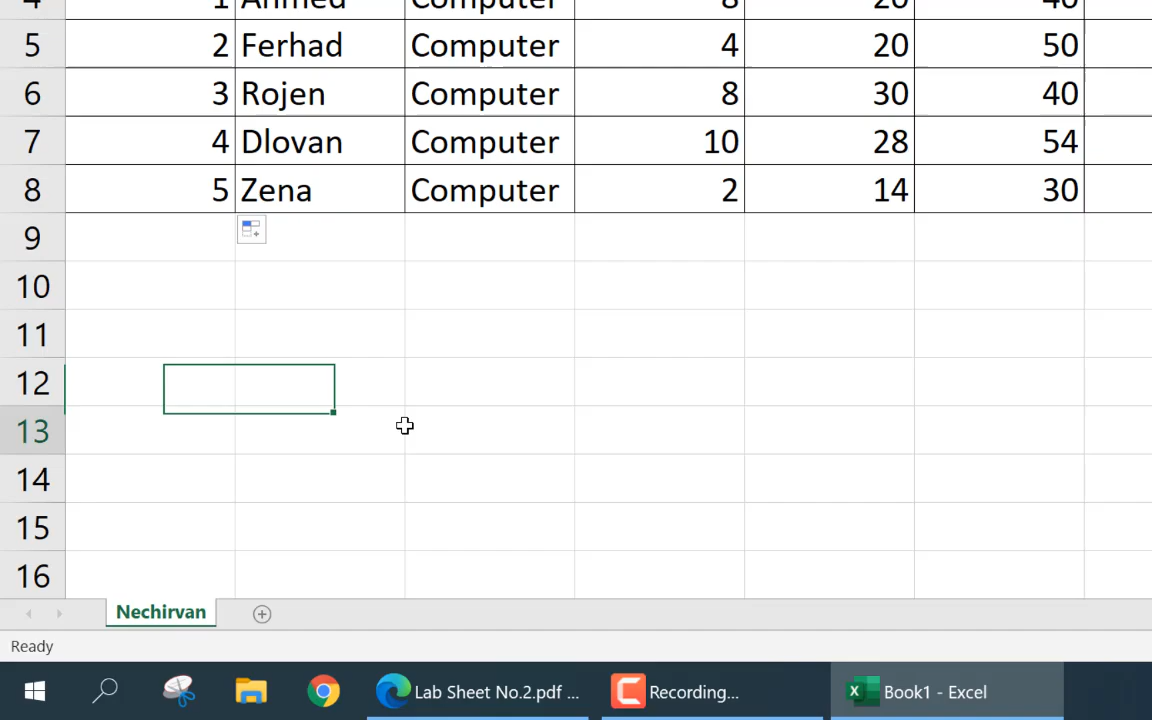 4 1 Ahmed Computer 8 20 40
5 2 Ferhad Computer 4 20 50
6 3 Rojen Computer 8 30 40
7 4 Dlovan Computer 10 28 54
8 5 Zena Computer 2 14 30
9
10
11
12
13
14
15
16
Nechirvan
Ready
Lab Sheet No.2.pdf ... Recording... Book1 - Excel